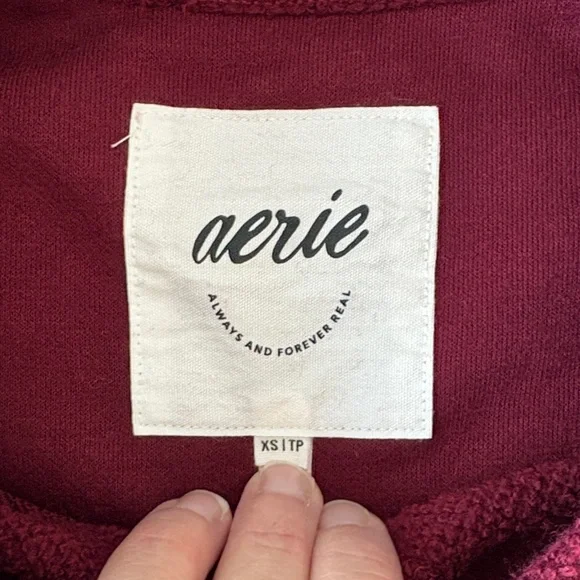 aerie
ALWAYS AND FOREVER REAL
XS|TP